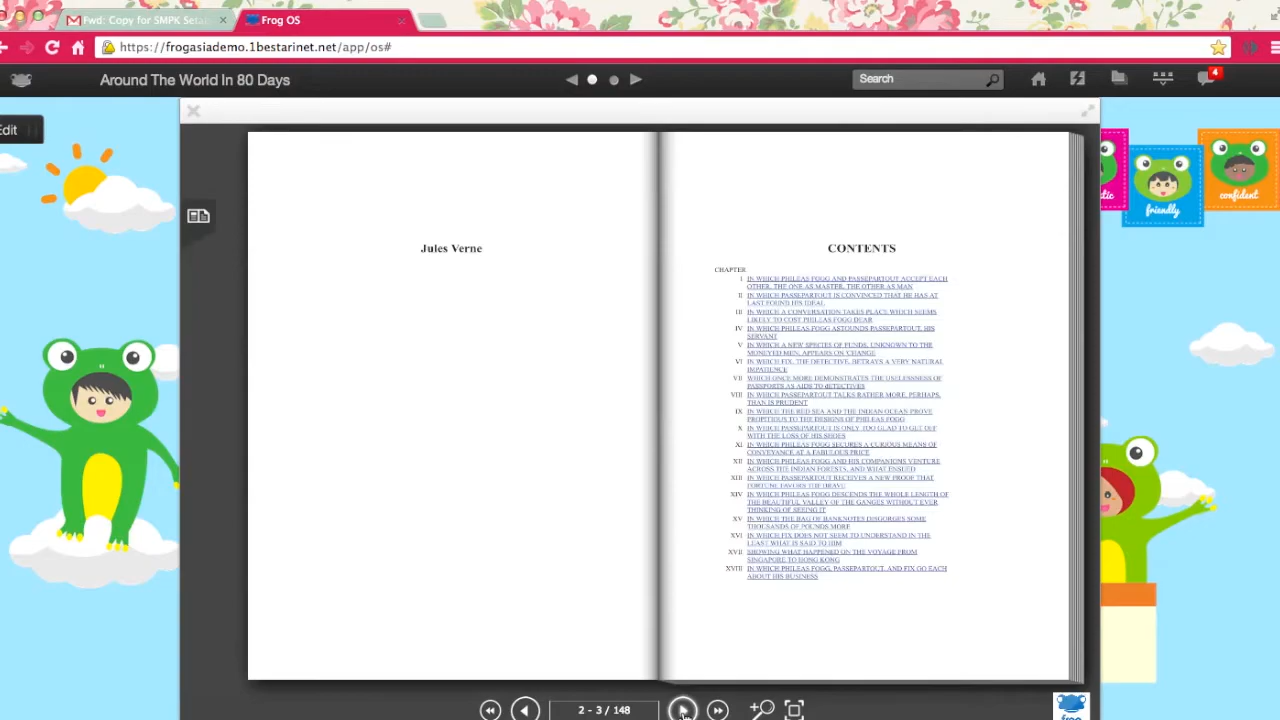 Fwd: Copy for SMPK Seta
Frog OS
https://frogasiademo.1bestarinet.net/app/os#
Around The World In 80 Days
Search
4
Edit
tic
friendly
confident
Jules Verne
CONTENTS
CHAPTER
I IN WHICH PHILEAS FOGG AND PASSEPARTOUT ACCEPT EACH
OTHER, THE ONE AS MASTER, THE OTHER AS MAN
II IN WHICH PASSEPARTOUT IS CONVINCED THAT HE HAS AT
LAST FOUND HIS IDEAL
III IN WHICH A CONVERSATION TAKES PLACE WHICH SEEMS
LIKELY TO COST PHILEAS FOGG DEAR
IV IN WHICH PHILEAS FOGG ASTOUNDS PASSEPARTOUT, HIS
SERVANT
V IN WHICH A NEW SPECIES OF FUNDS, UNKNOWN TO THE
MONEYED MEN, APPEARS ON 'CHANGE
VI IN WHICH FIX, THE DETECTIVE, BETRAYS A VERY NATURAL
IMPATIENCE
VII WHICH ONCE MORE DEMONSTRATES THE USELESSNESS OF
PASSPORTS AS AIDS TO dETECTIVES
VIII IN WHICH PASSEPARTOUT TALKS RATHER MORE, PERHAPS,
THAN IS PRUDENT
IX IN WHICH THE RED SEA AND THE INDIAN OCEAN PROVE
PROPITIOUS TO THE DESIGNS OF PHILEAS FOGG
X IN WHICH PASSEPARTOUT IS ONLY TOO GLAD TO GET OFF
WITH THE LOSS OF HIS SHOES
XI IN WHICH PHILEAS FOGG SECURES A CURIOUS MEANS OF
CONVEYANCE AT A FABULOUS PRICE
XII IN WHICH PHILEAS FOGG AND HIS COMPANIONS VENTURE
ACROSS THE INDIAN FORESTS, AND WHAT ENSUED
XIII IN WHICH PASSEPARTOUT RECEIVES A NEW PROOF THAT
FORTUNE FAVORS THE BRAVE
XIV IN WHICH PHILEAS FOGG DESCENDS THE WHOLE LENGTH OF
THE BEAUTIFUL VALLEY OF THE GANGES WITHOUT EVER
THINKING OF SEEING IT
XV IN WHICH THE BAG OF BANKNOTES DISGORGES SOME
THOUSANDS OF POUNDS MORE
XVI IN WHICH FIX DOES NOT SEEM TO UNDERSTAND IN THE
LEAST WHAT IS SAID TO HIM
XVII SHOWING WHAT HAPPENED ON THE VOYAGE FROM
SINGAPORE TO HONG KONG
XVIII IN WHICH PHILEAS FOGG, PASSEPARTOUT, AND FIX GO EACH
ABOUT HIS BUSINESS
2 - 3 / 148
frog